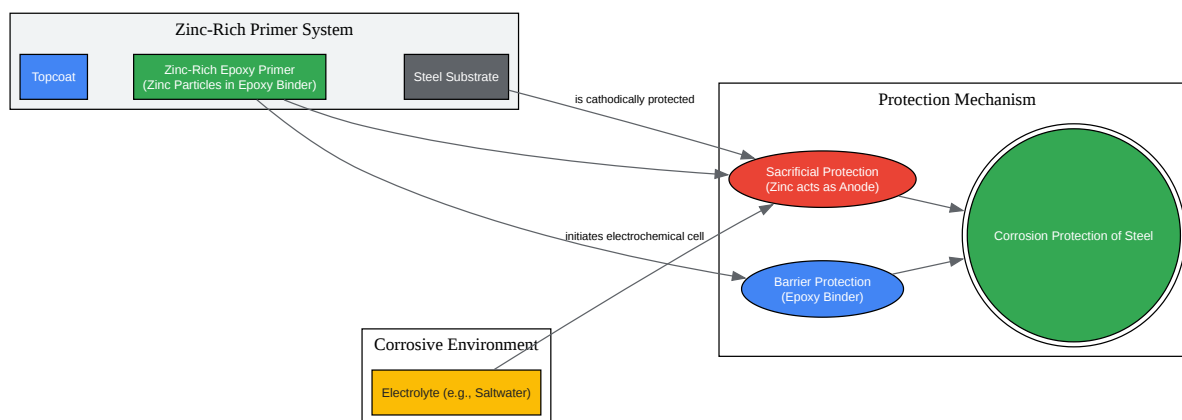 Zinc-Rich Primer System
Topcoat
Zinc-Rich Epoxy Primer
(Zinc Particles in Epoxy Binder)
Steel Substrate
is cathodically protected
Protection Mechanism
Sacrificial Protection
(Zinc acts as Anode)
Corrosion Protection of Steel
initiates electrochemical cell
Barrier Protection
(Epoxy Binder)
Corrosive Environment
Electrolyte (e.g., Saltwater)